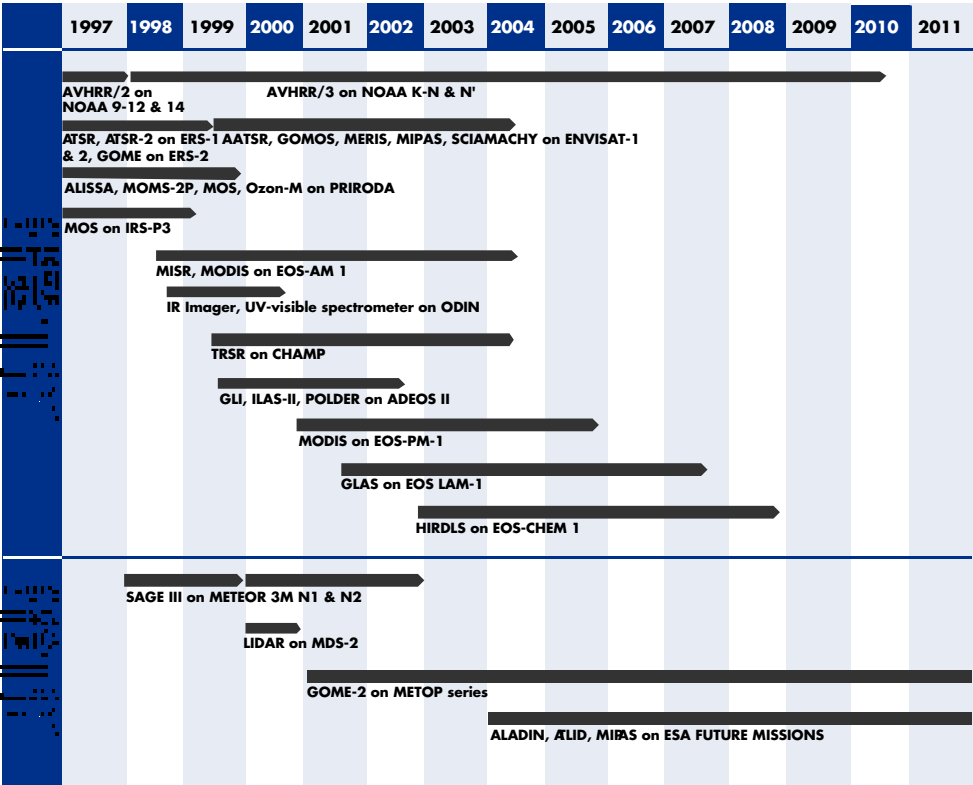 1997 1998 1999 2000 2001 2002 2003 2004 2005 2006 2007 2008 2009 2010 2011
AVHRR/2 on
NOAA 9-12 & 14
AVHRR/3 on NOAA K-N & N'
ATSR, ATSR-2 on ERS-1
& 2, GOME on ERS-2
AATSR, GOMOS, MERIS, MIPAS, SCIAMACHY on ENVISAT-1
ALISSA, MOMS-2P, MOS, Ozon-M on PRIRODA
MOS on IRS-P3
MISR, MODIS on EOS-AM 1
IR Imager, UV-visible spectrometer on ODIN
TRSR on CHAMP
GLI, ILAS-II, POLDER on ADEOS II
MODIS on EOS-PM-1
GLAS on EOS LAM-1
HIRDLS on EOS-CHEM 1
SAGE III on METEOR 3M N1 & N2
LIDAR on MDS-2
GOME-2 on METOP series
ALADIN, ATLID, MIPAS on ESA FUTURE MISSIONS